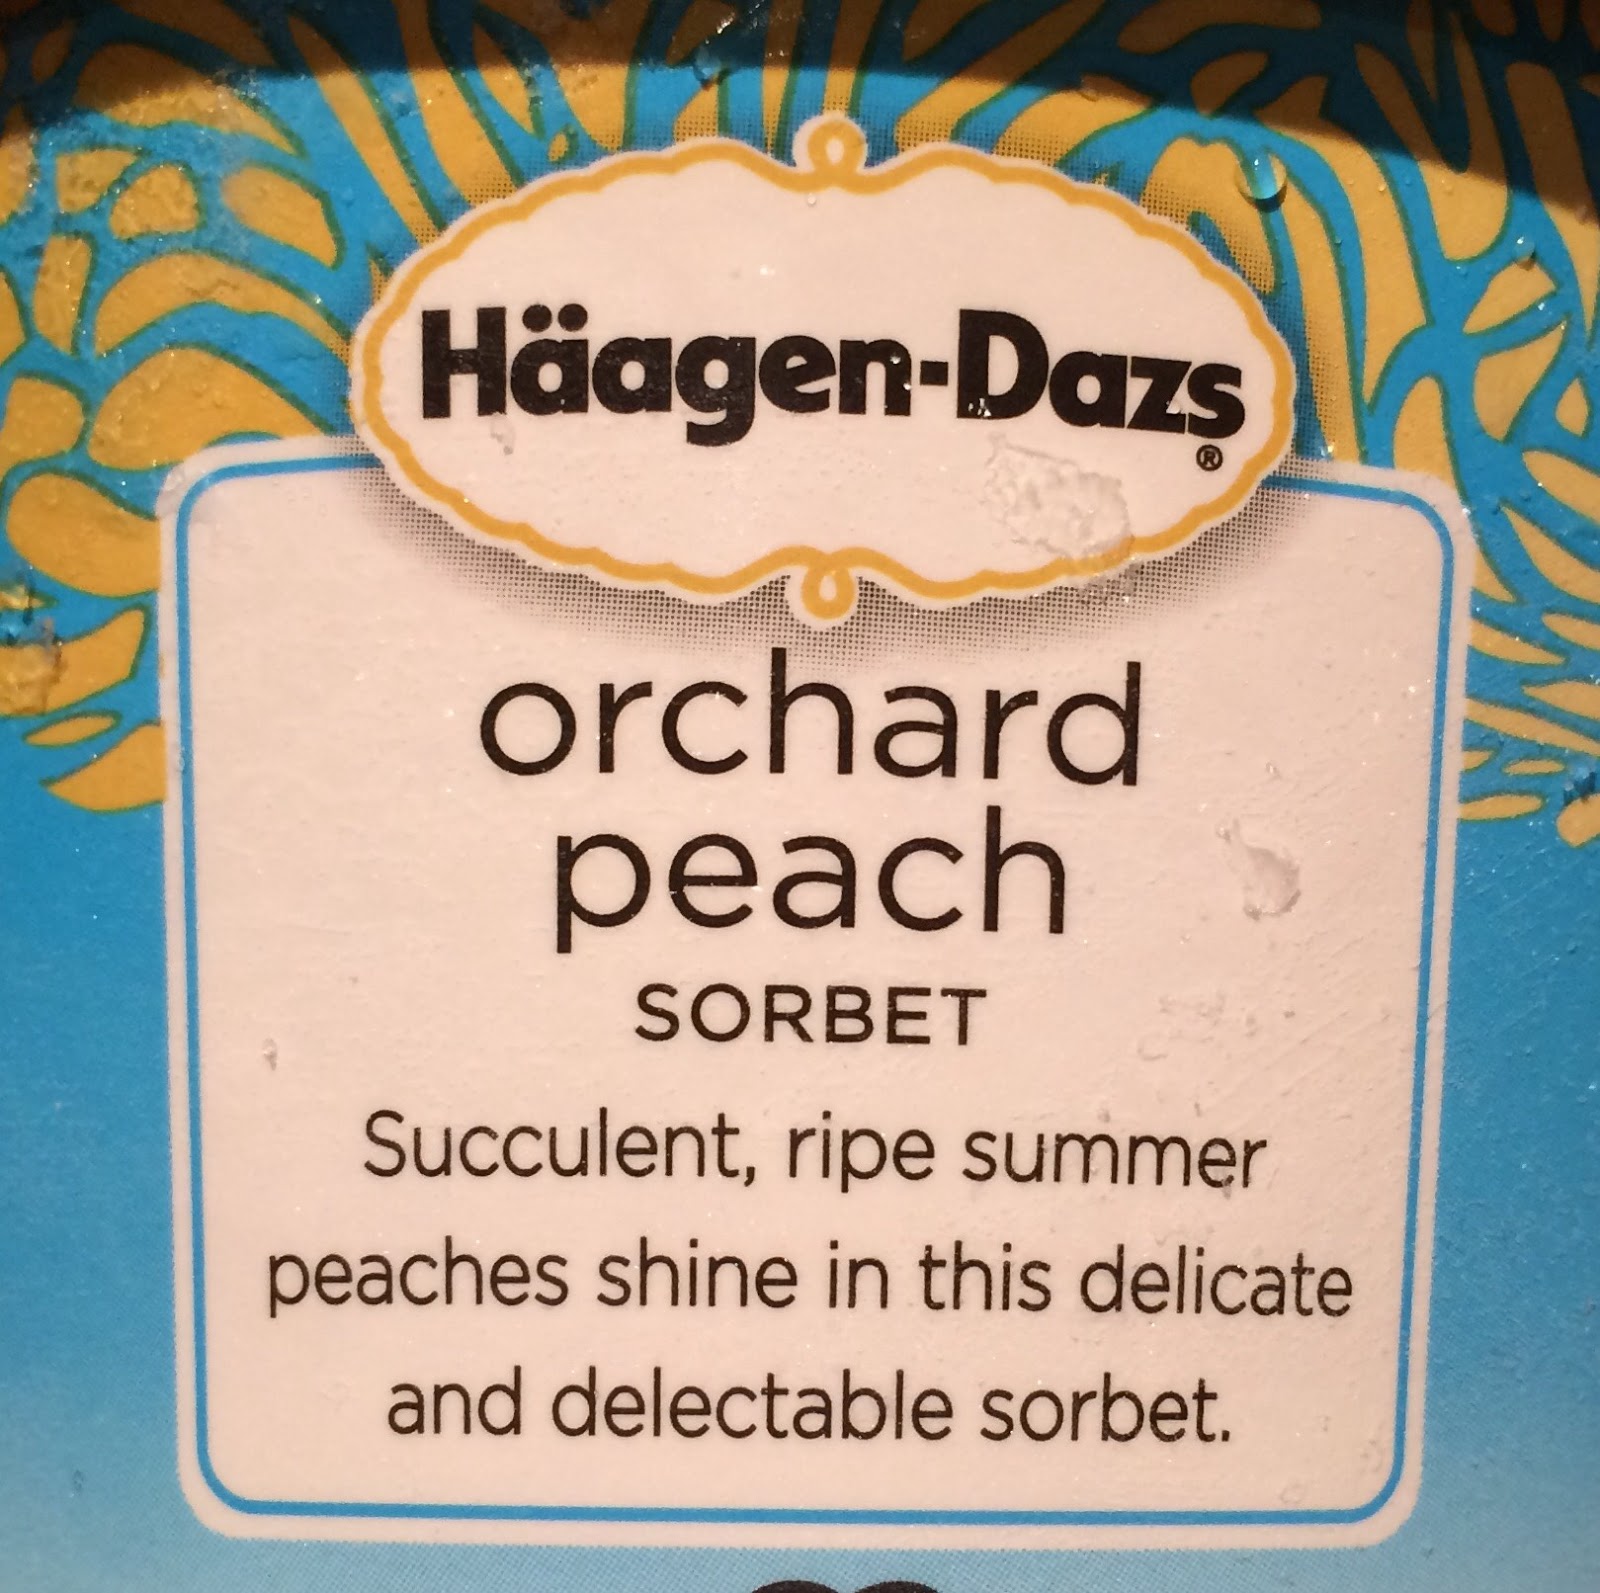 Häagen-Dazs
®
orchard
peach
SORBET
Succulent, ripe summer
peaches shine in this delicate
and delectable sorbet.